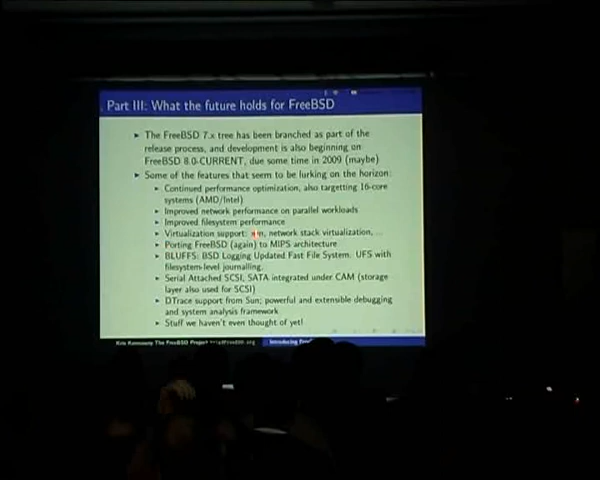 Part III: What the future holds for FreeBSD
The FreeBSD 7.x tree has been branched as part of the
release process, and development is also beginning on
FreeBSD 8.0-CURRENT, due some time in 2009 (maybe)
Some of the features that seem to be lurking on the horizon:
Continued performance optimization, also targetting 16-core
systems (AMD/Intel)
Improved network performance on parallel workloads
Improved filesystem performance
Virtualization support: network stack virtualization, ...
Porting FreeBSD (again) to MIPS architecture
BLUFFS: BSD Logging Updated Fast File System. UFS with
filesystem-level journalling.
Serial Attached SCSI, SATA integrated under CAM (storage
layer also used for SCSI)
DTrace support from Sun; powerful and extensible debugging
and system analysis framework
Stuff we haven't even thought of yet!
Kris Kennaway The FreeBSD Project Introducing